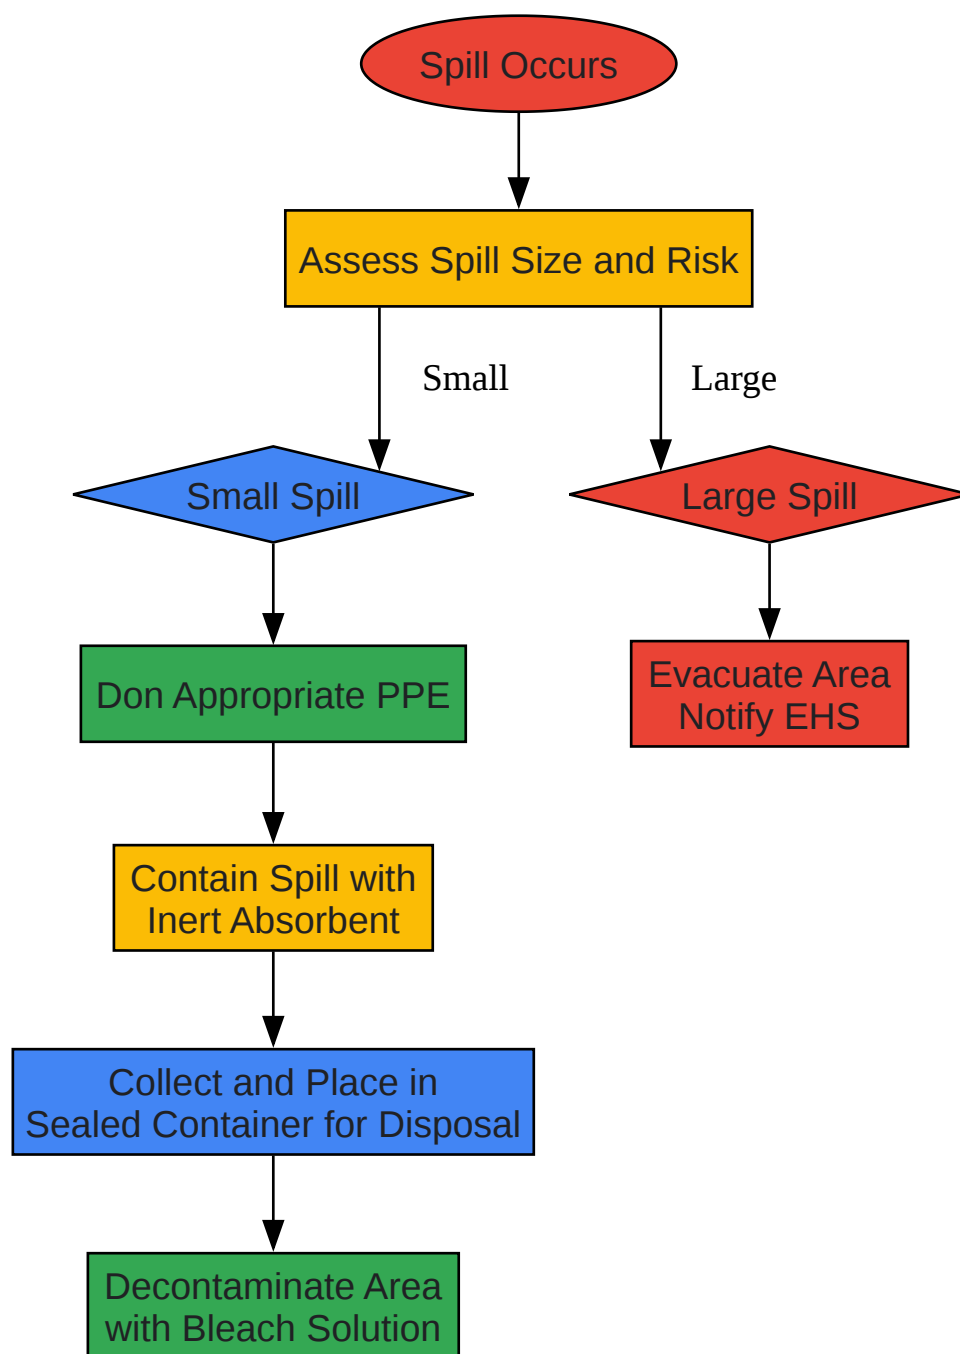 Spill Occurs
Assess Spill Size and Risk
Small
Large
Small Spill
Large Spill
Don Appropriate PPE
Evacuate Area
Notify EHS
Contain Spill with
Inert Absorbent
Collect and Place in
Sealed Container for Disposal
Decontaminate Area
with Bleach Solution